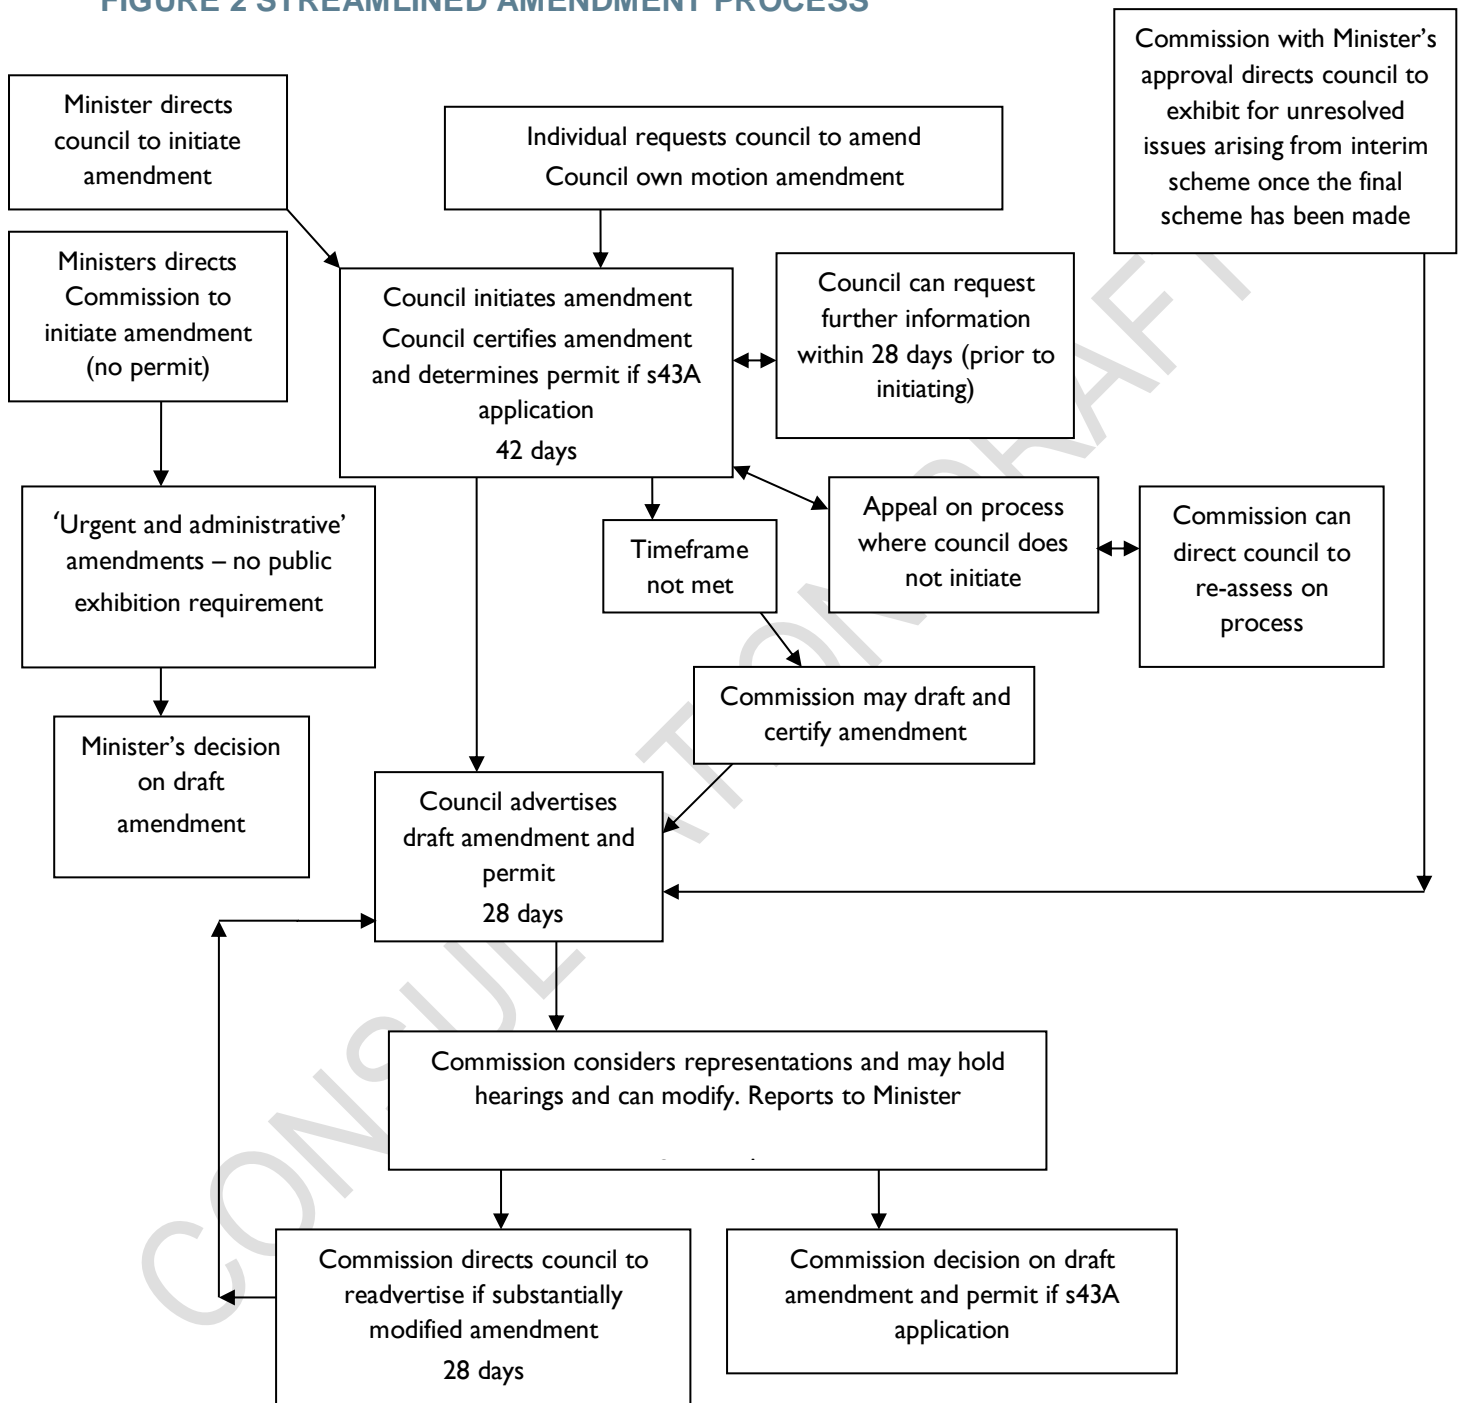 FIGURE 2 STREAMLINED AMENDMENT PROCESS
Commission with Minister’s
approval directs council to
exhibit for unresolved
issues arising from interim
scheme once the final
scheme has been made
Minister directs
council to initiate
amendment
Individual requests council to amend
Council own motion amendment
Ministers directs
Commission to
initiate amendment
(no permit)
Council initiates amendment
Council certifies amendment
and determines permit if s43A
application
42 days
Council can request
further information
within 28 days (prior to
initiating)
‘Urgent and administrative’
amendments – no public
exhibition requirement
Timeframe
not met
Appeal on process
where council does
not initiate
Commission can
direct council to
re-assess on
process
Commission may draft and
certify amendment
Minister’s decision
on draft
amendment
Council advertises
draft amendment and
permit
28 days
Commission considers representations and may hold
hearings and can modify. Reports to Minister
Commission directs council to
readvertise if substantially
modified amendment
28 days
Commission decision on draft
amendment and permit if s43A
application